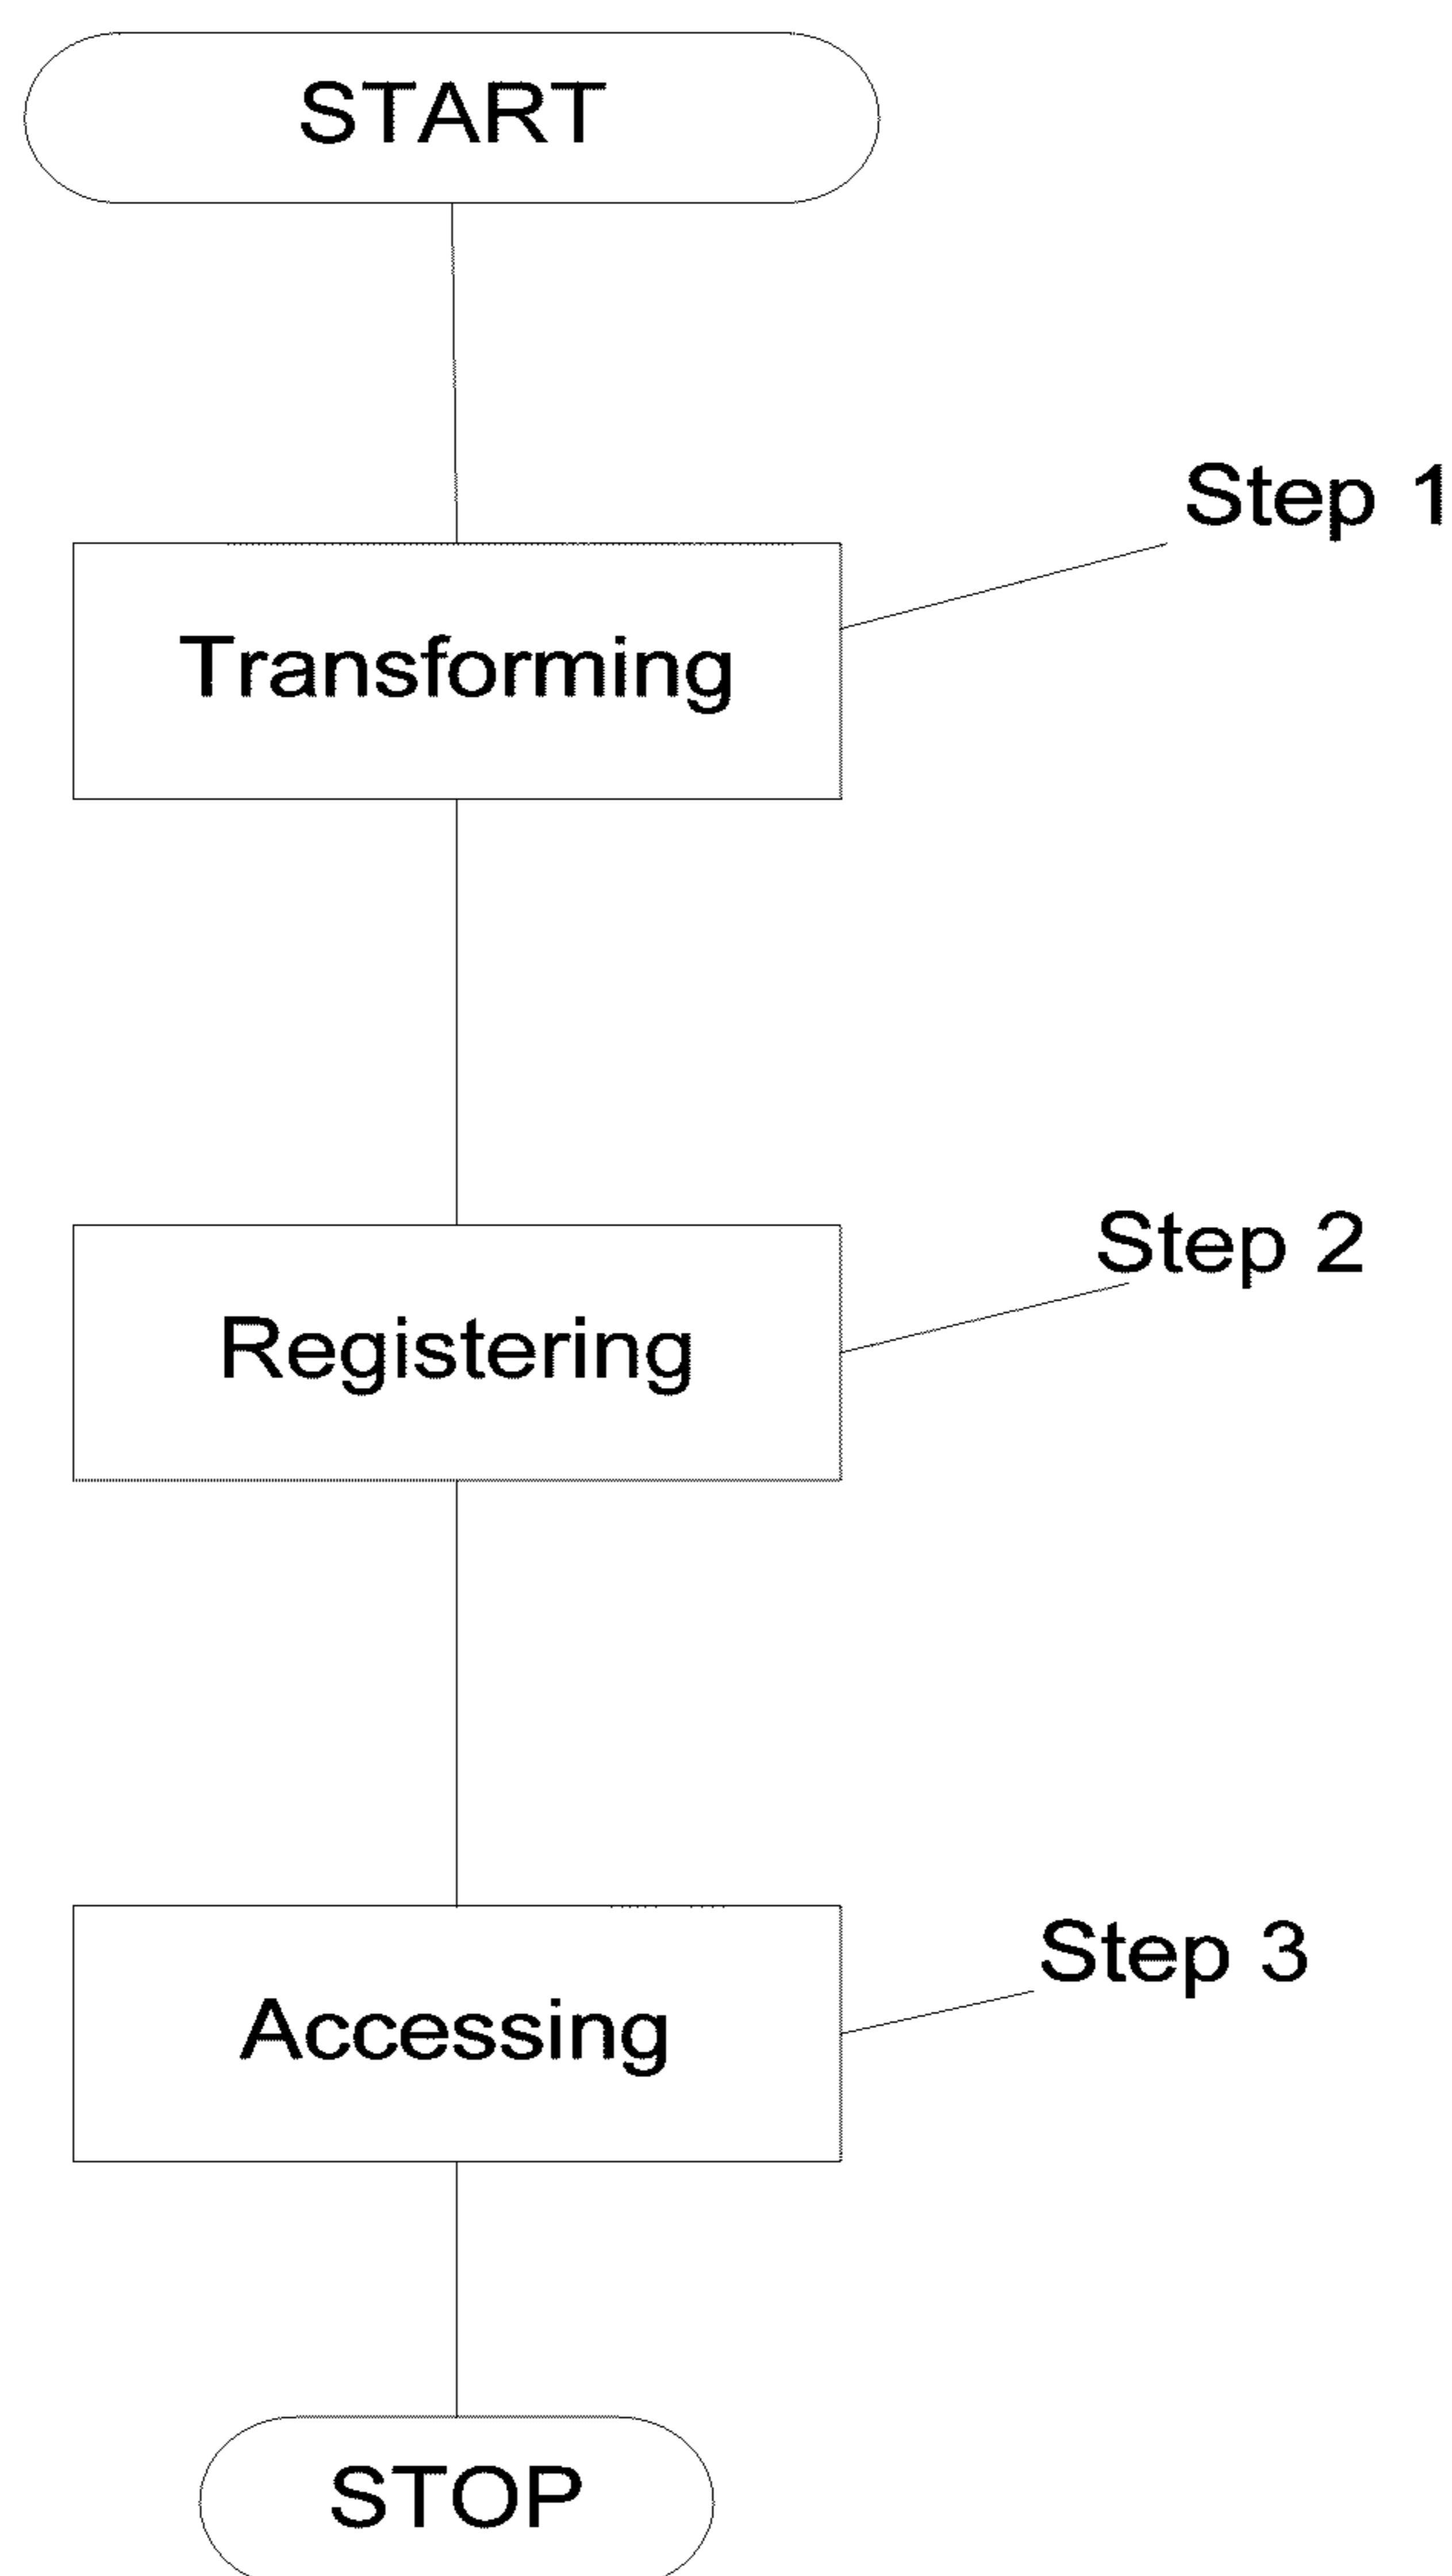 START
Step 1
Transforming
Step 2
Registering
Step 3
Accessing
STOP